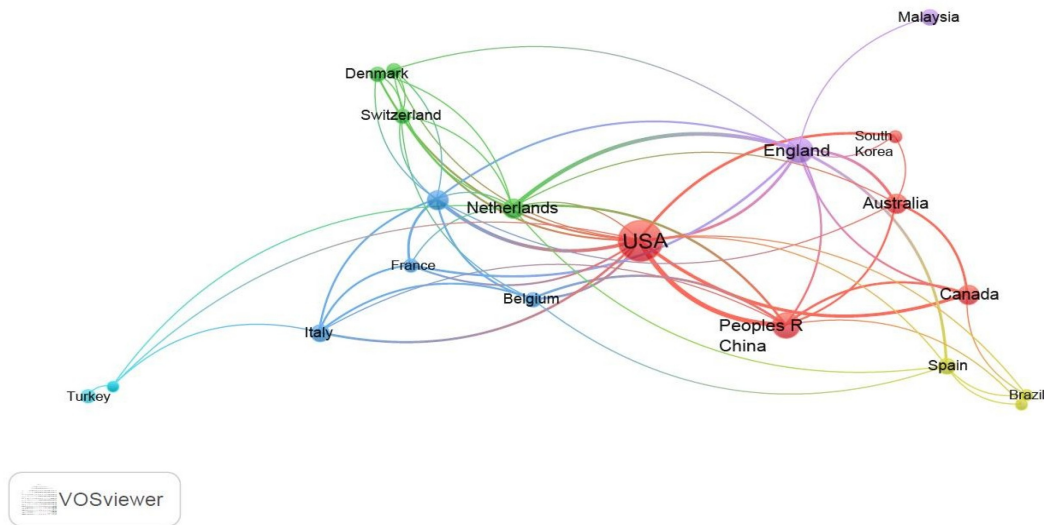 Malaysia
Denmark
Switzerland
South
Korea
England
Netherlands
Australia
USA
France
Belgium
Canada
Italy
Peoples R
China
Spain
Turkey
Brazil
VOSviewer